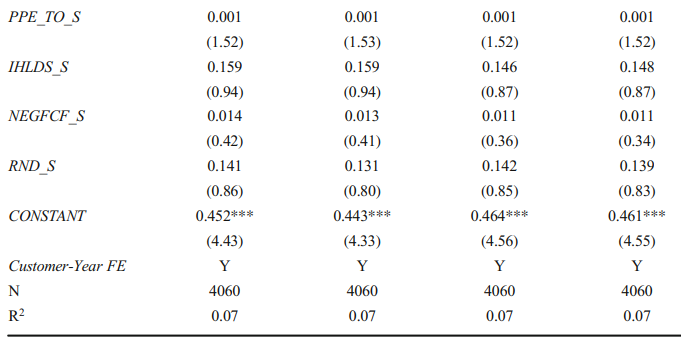 PPE_TO_S 0.001 0.001 0.001 0.001
(1.52) (1.53) (1.52) (1.52)
IHLDS_S 0.159 0.159 0.146 0.148
(0.94) (0.94) (0.87) (0.87)
NEGFCF_S 0.014 0.013 0.011 0.011
(0.42) (0.41) (0.36) (0.34)
RND_S 0.141 0.131 0.142 0.139
(0.86) (0.80) (0.85) (0.83)
CONSTANT 0.452*** 0.443*** 0.464*** 0.461***
(4.43) (4.33) (4.56) (4.55)
Customer-Year FE Y Y Y Y
N 4060 4060 4060 4060
R² 0.07 0.07 0.07 0.07